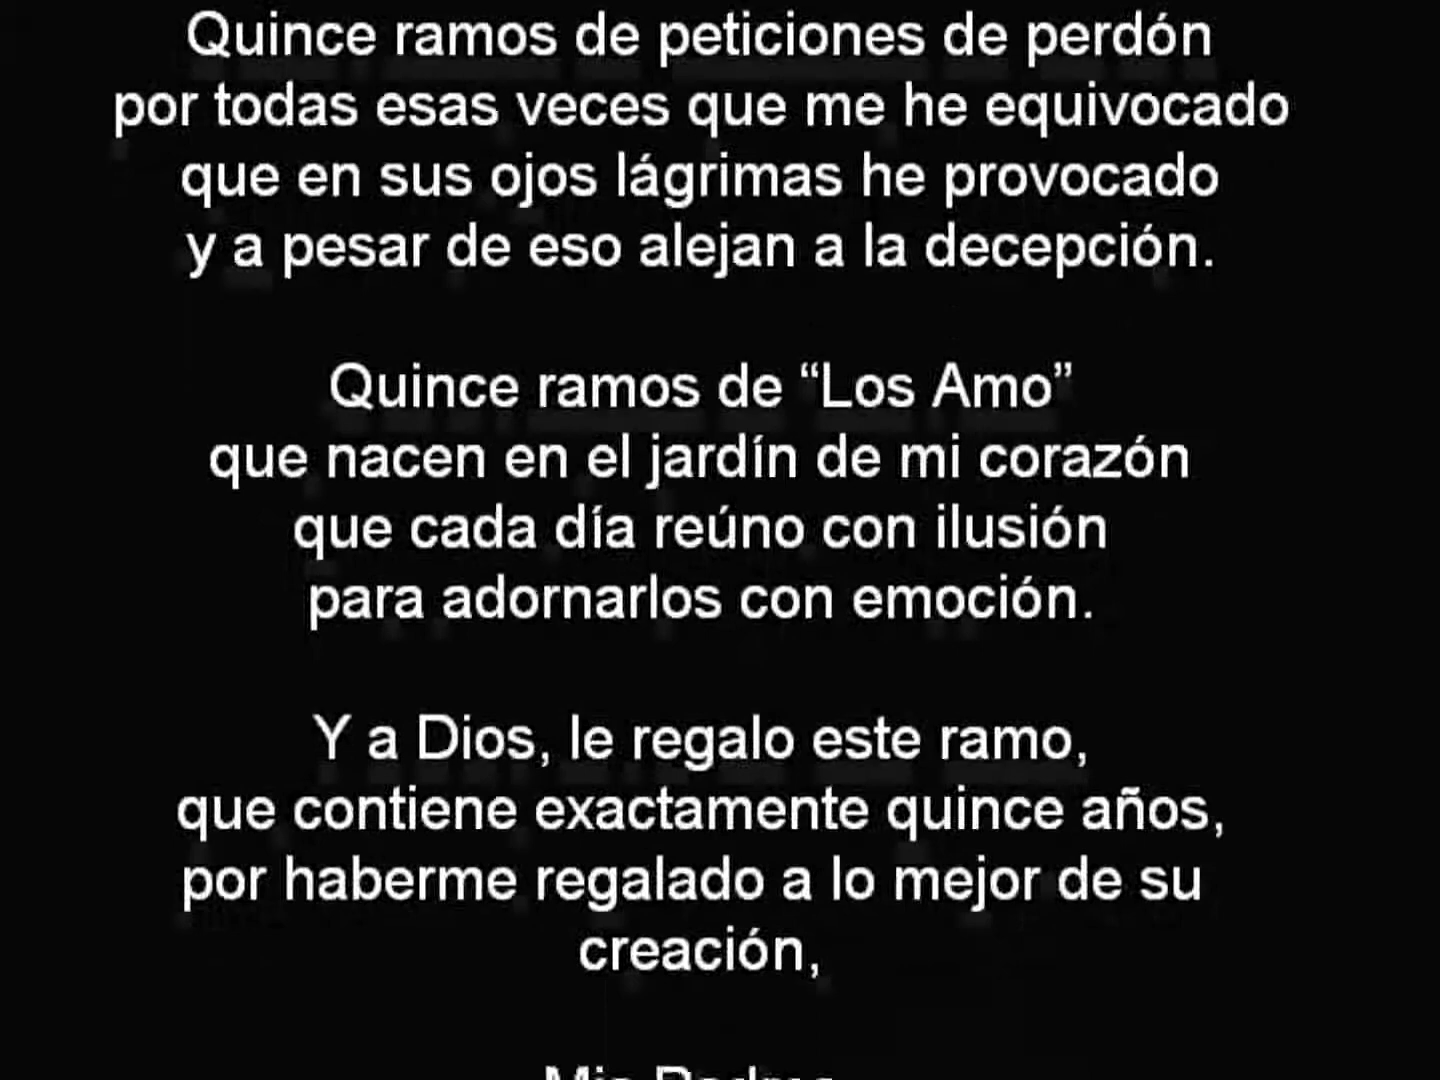 Quince ramos de peticiones de perdón
por todas esas veces que me he equivocado
que en sus ojos lágrimas he provocado
y a pesar de eso alejan a la decepción.
Quince ramos de “Los Amo”
que nacen en el jardín de mi corazón
que cada día reúno con ilusión
para adornarlos con emoción.
Y a Dios, le regalo este ramo,
que contiene exactamente quince años,
por haberme regalado a lo mejor de su
creación,